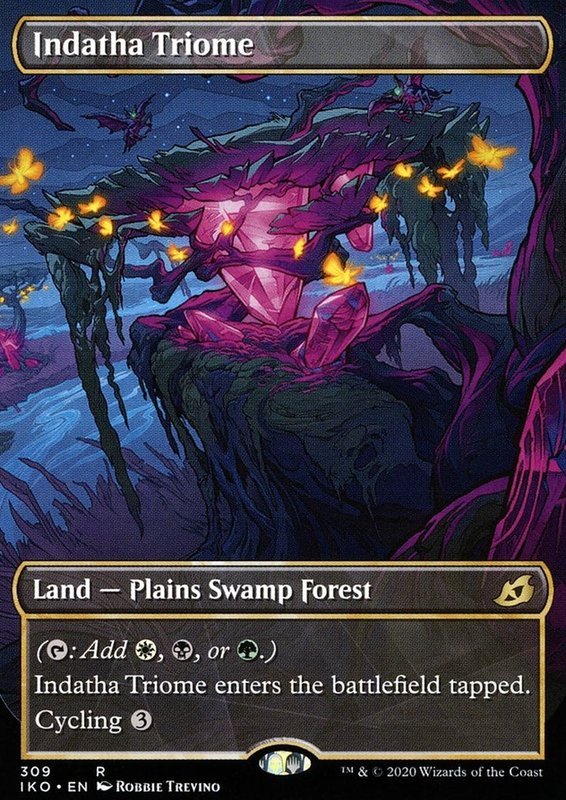 Indatha Triome
Land — Plains Swamp Forest
(: Add , , or .)
Indatha Triome enters the battlefield tapped.
Cycling 3
309 R
IKO • EN Robbie Trevino
™ & © 2020 Wizards of the Coast